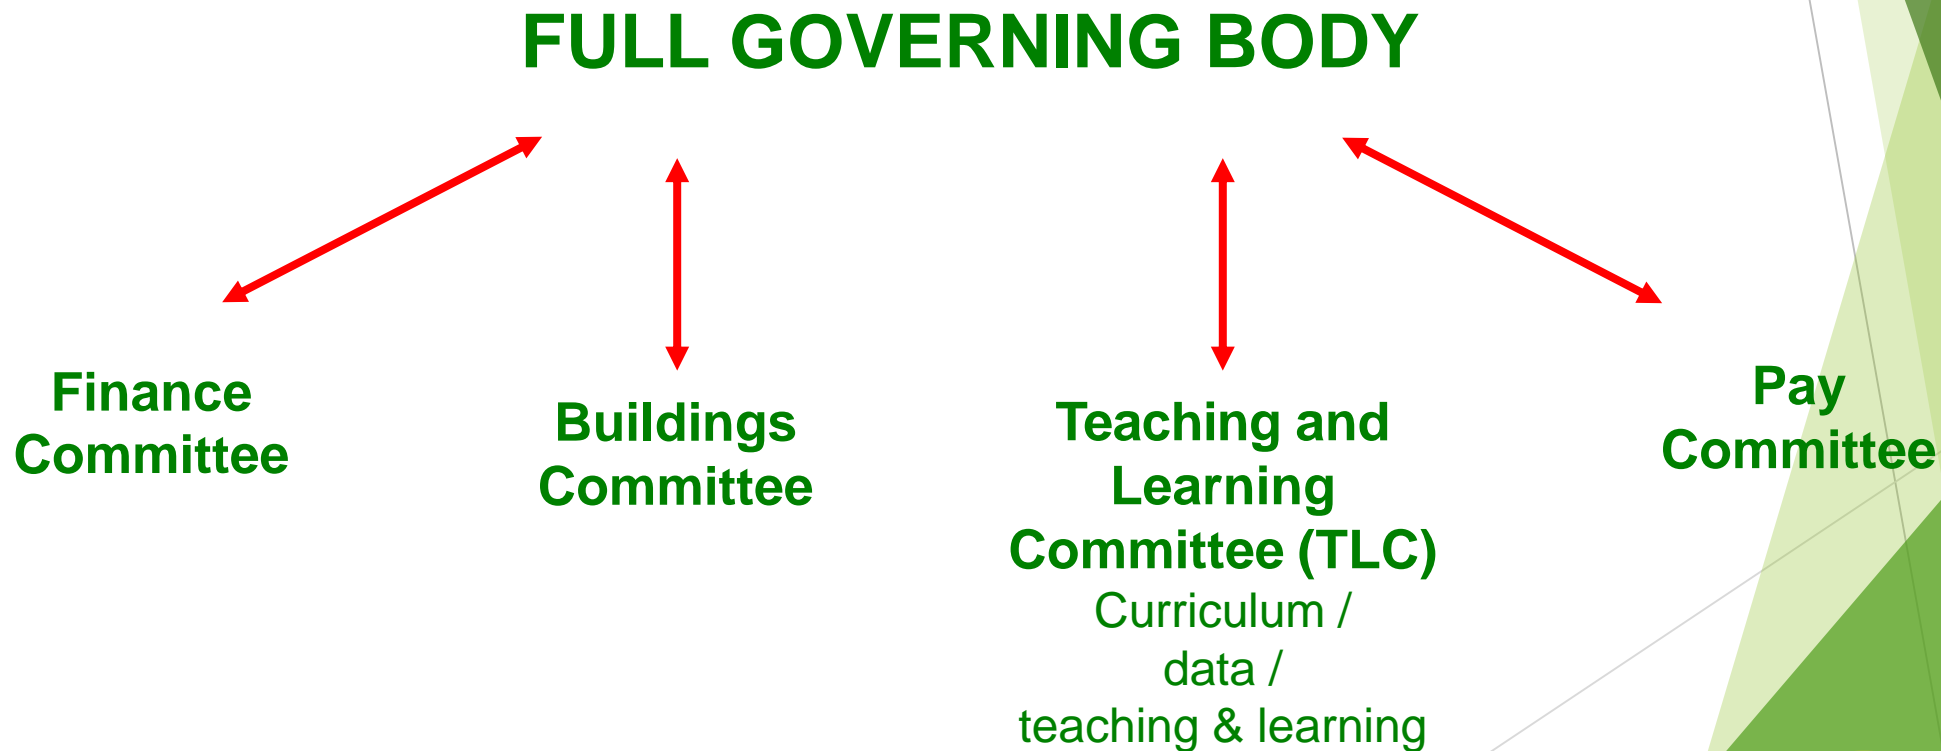 FULL GOVERNING BODY
Finance
Committee
Buildings
Committee
Teaching and
Learning
Committee (TLC)
Curriculum /
data /
teaching & learning
Pay
Committee